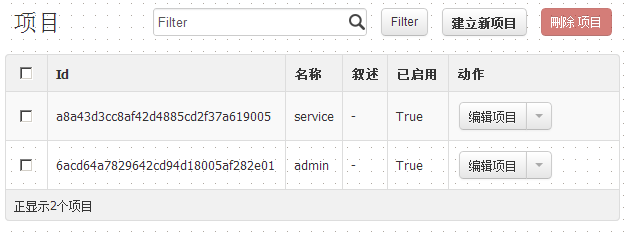 项目 Filter Filter 建立新项目 刪除 项目
Id 名称 叙述 已启用 动作
a8a43d3cc8af42d4885cd2f37a619005 service - True 编辑项目
6acd64a7829642cd94d18005af282e01 admin - True 编辑项目
正显示2个项目